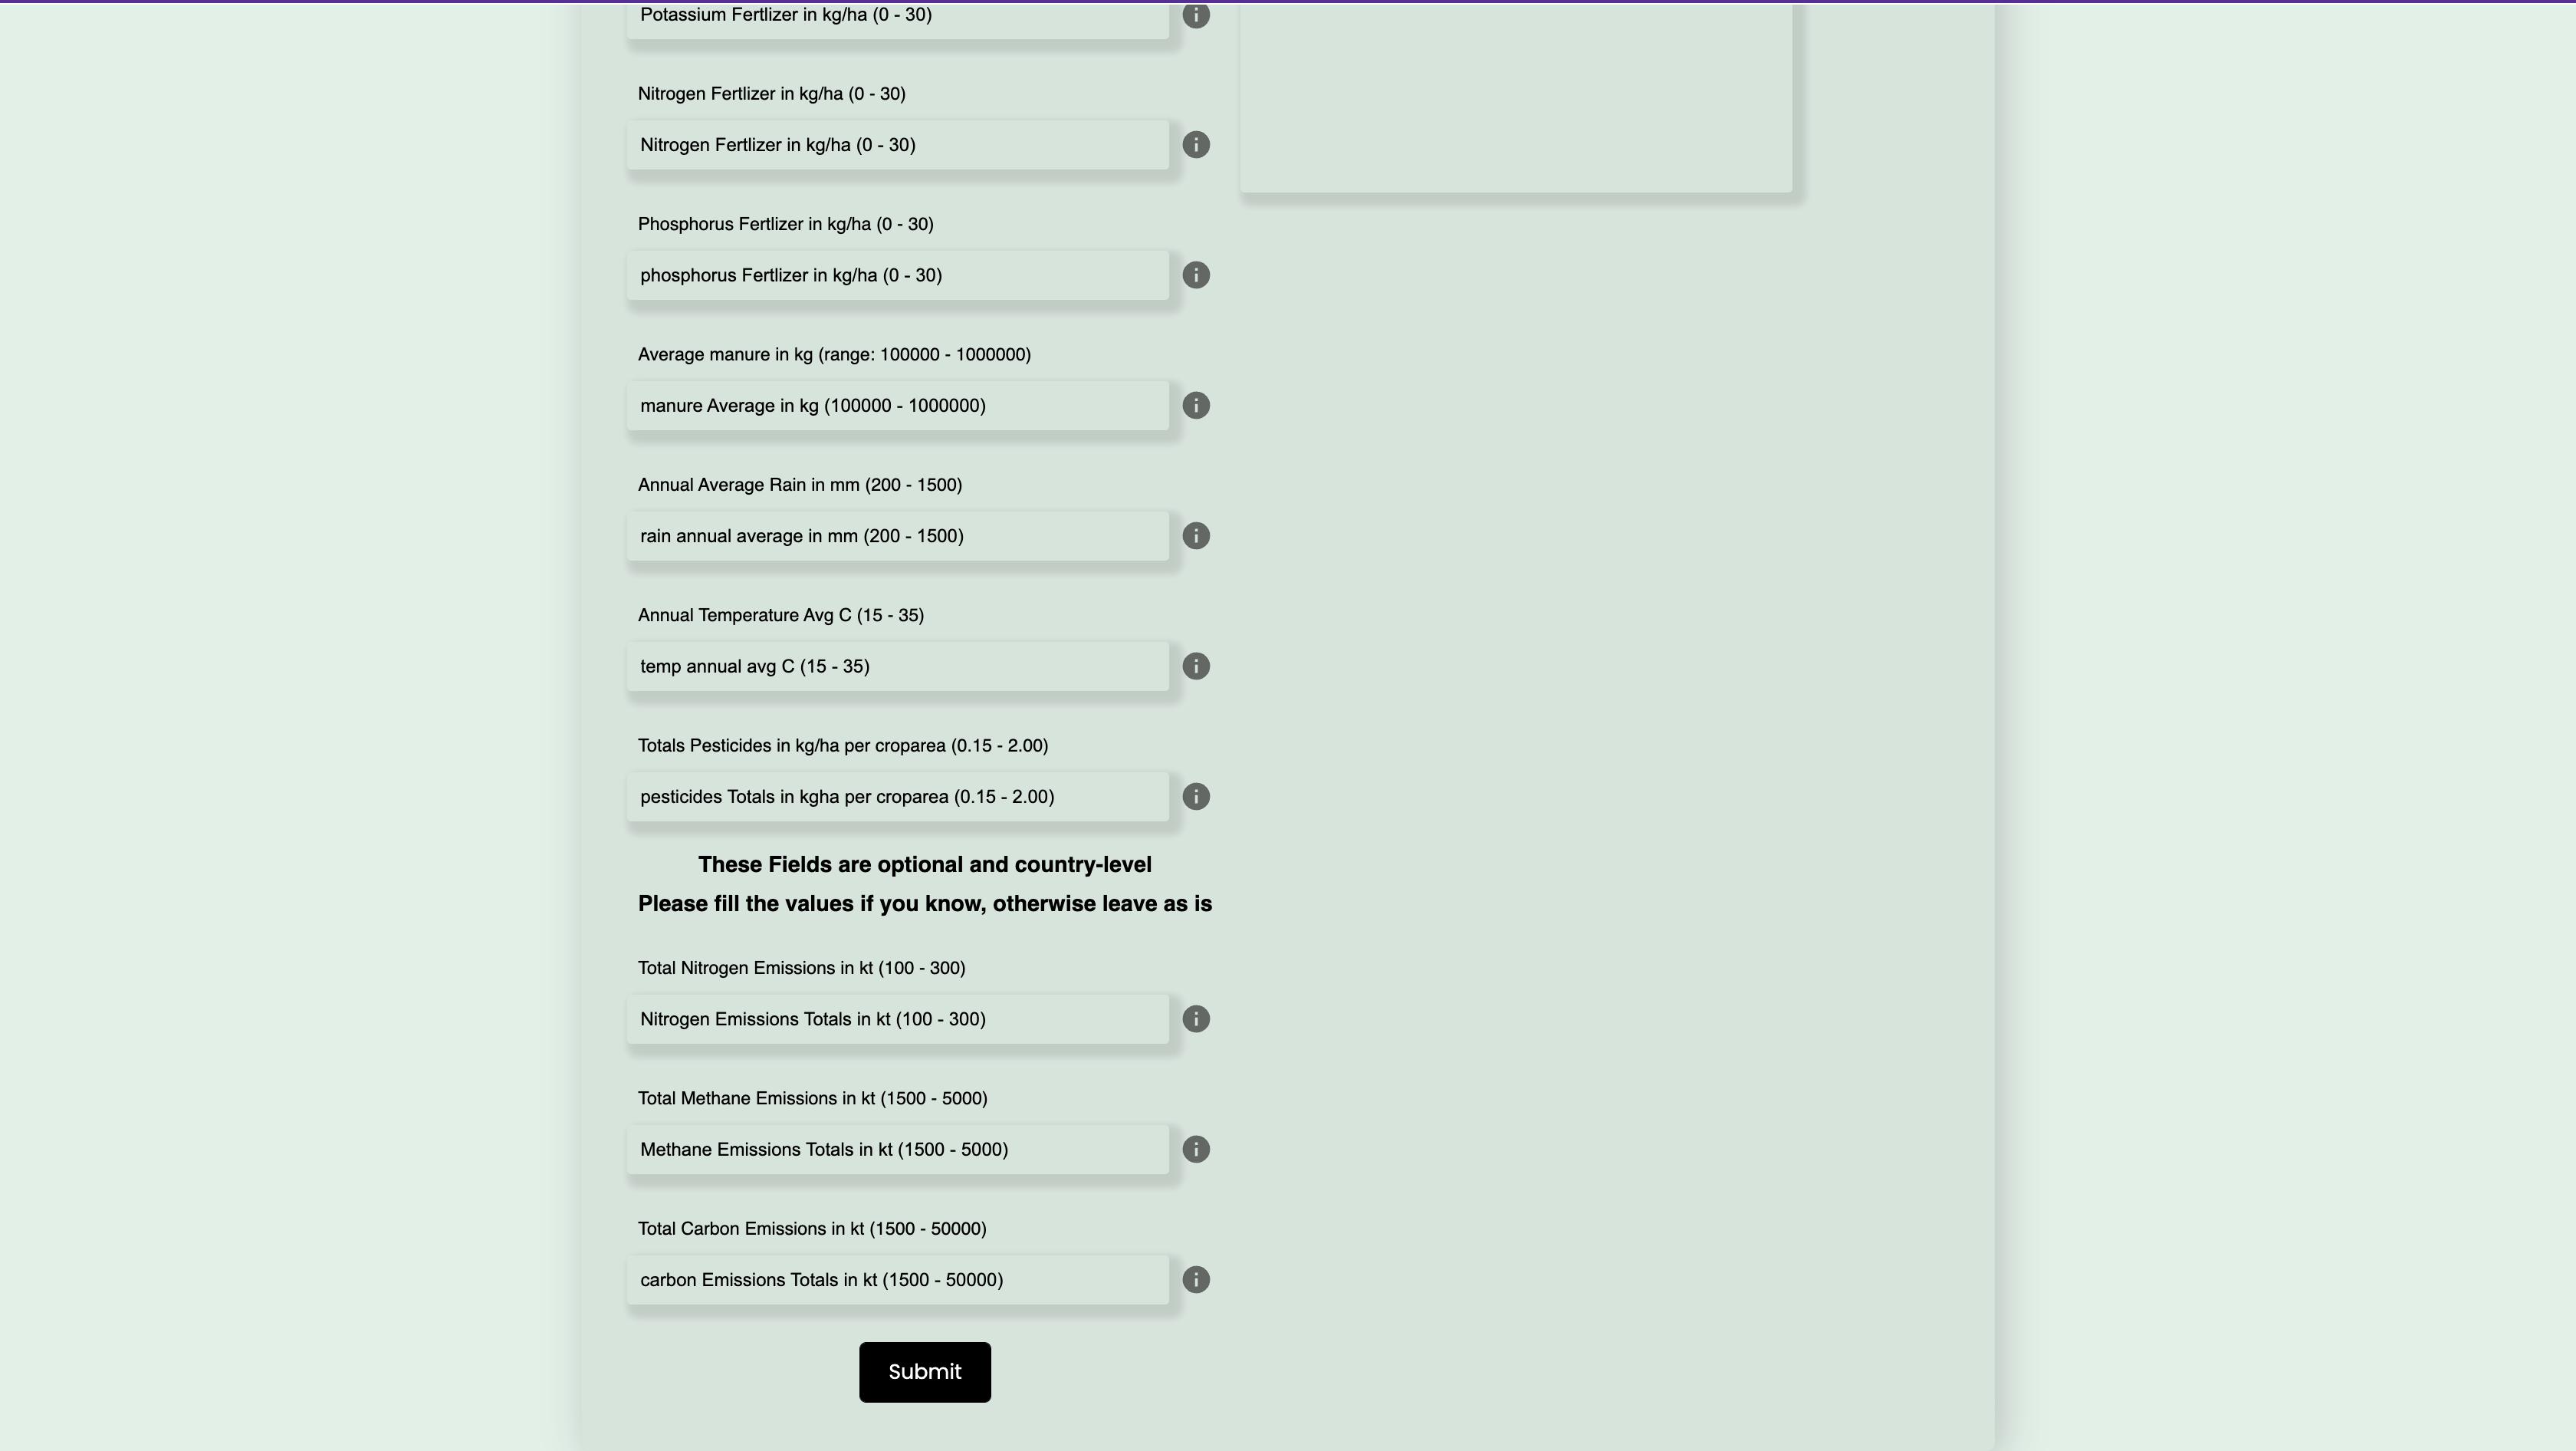 Potassium Fertlizer in kg/ha (0 - 30)
Nitrogen Fertlizer in kg/ha (0 - 30)
Nitrogen Fertlizer in kg/ha (0 - 30)
Phosphorus Fertlizer in kg/ha (0 - 30)
phosphorus Fertlizer in kg/ha (0 - 30)
Average manure in kg (range: 100000 - 1000000)
manure Average in kg (100000 - 1000000)
Annual Average Rain in mm (200 - 1500)
rain annual average in mm (200 - 1500)
Annual Temperature Avg C (15 - 35)
temp annual avg C (15 - 35)
Totals Pesticides in kg/ha per croparea (0.15 - 2.00)
pesticides Totals in kgha per croparea (0.15 - 2.00)
These Fields are optional and country-level
Please fill the values if you know, otherwise leave as is
Total Nitrogen Emissions in kt (100 - 300)
Nitrogen Emissions Totals in kt (100 - 300)
Total Methane Emissions in kt (1500 - 5000)
Methane Emissions Totals in kt (1500 - 5000)
Total Carbon Emissions in kt (1500 - 50000)
carbon Emissions Totals in kt (1500 - 50000)
Submit